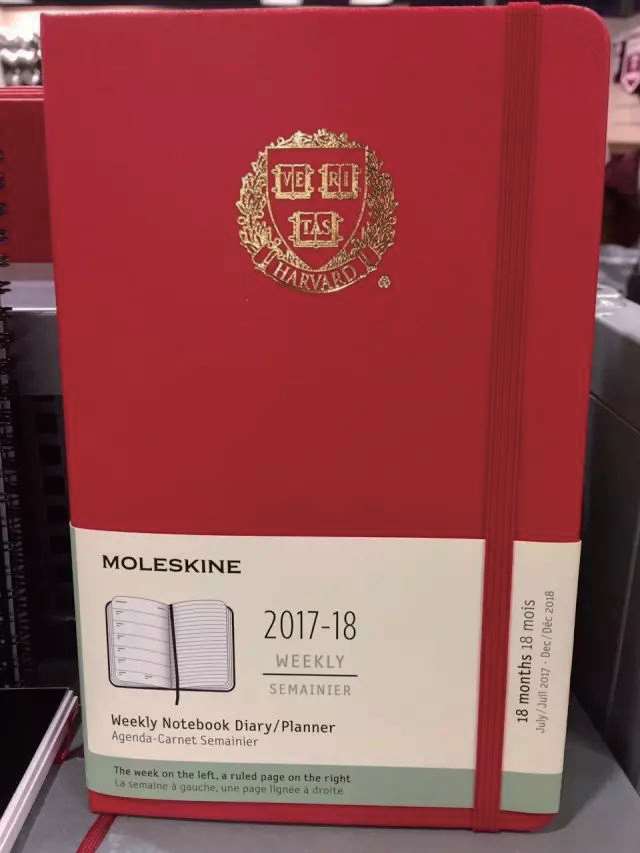 VE RI
TAS
HARVARD
MOLESKINE
2017-18
WEEKLY
SEMAINIER
Weekly Notebook Diary/Planner
Agenda-Carnet Semainier
The week on the left, a ruled page on the right
La semaine à gauche, une page lignée à droite
18 months 18 mois
July/Juil 2017 - Dec/Déc 2018